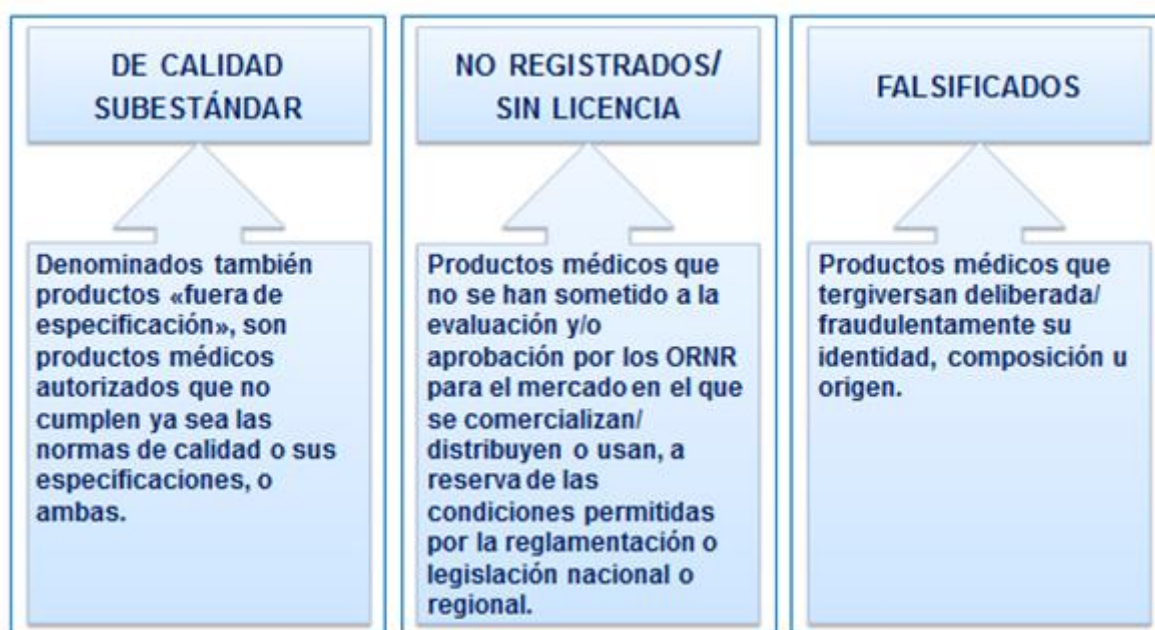 DE CALIDAD
SUBESTÁNDAR
Denominados también
productos «fuera de
especificación», son
productos médicos
autorizados que no
cumplen ya sea las
normas de calidad o sus
especificaciones, o
ambas.
NO REGISTRADOS/
SIN LICENCIA
Productos médicos que
no se han sometido a la
evaluación y/o
aprobación por los ORNR
para el mercado en el que
se comercializan/
distribuyen o usan, a
reserva de las
condiciones permitidas
por la reglamentación o
legislación nacional o
regional.
FALSIFICADOS
Productos médicos que
tergiversan deliberada/
fraudulentamente su
identidad, composición u
origen.